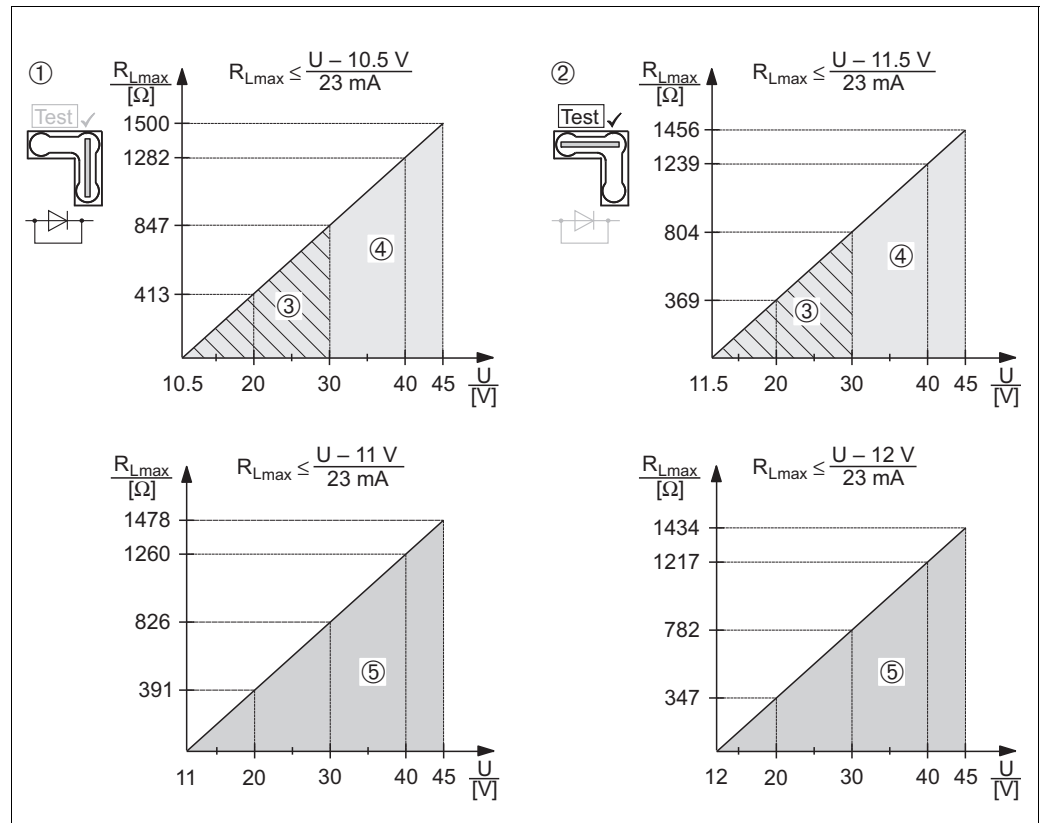 ①
R_Lmax
[Ω]
R_Lmax ≤ U – 10.5 V
23 mA
Test ✓
1500
1282
847
413
③
④
10.5 20 30 40 45 U
[V]
②
R_Lmax
[Ω]
R_Lmax ≤ U – 11.5 V
23 mA
Test ✓
1456
1239
804
369
③
④
11.5 20 30 40 45 U
[V]
R_Lmax
[Ω]
R_Lmax ≤ U – 11 V
23 mA
1478
1260
826
391
⑤
11 20 30 40 45 U
[V]
R_Lmax
[Ω]
R_Lmax ≤ U – 12 V
23 mA
1434
1217
782
347
⑤
12 20 30 40 45 U
[V]